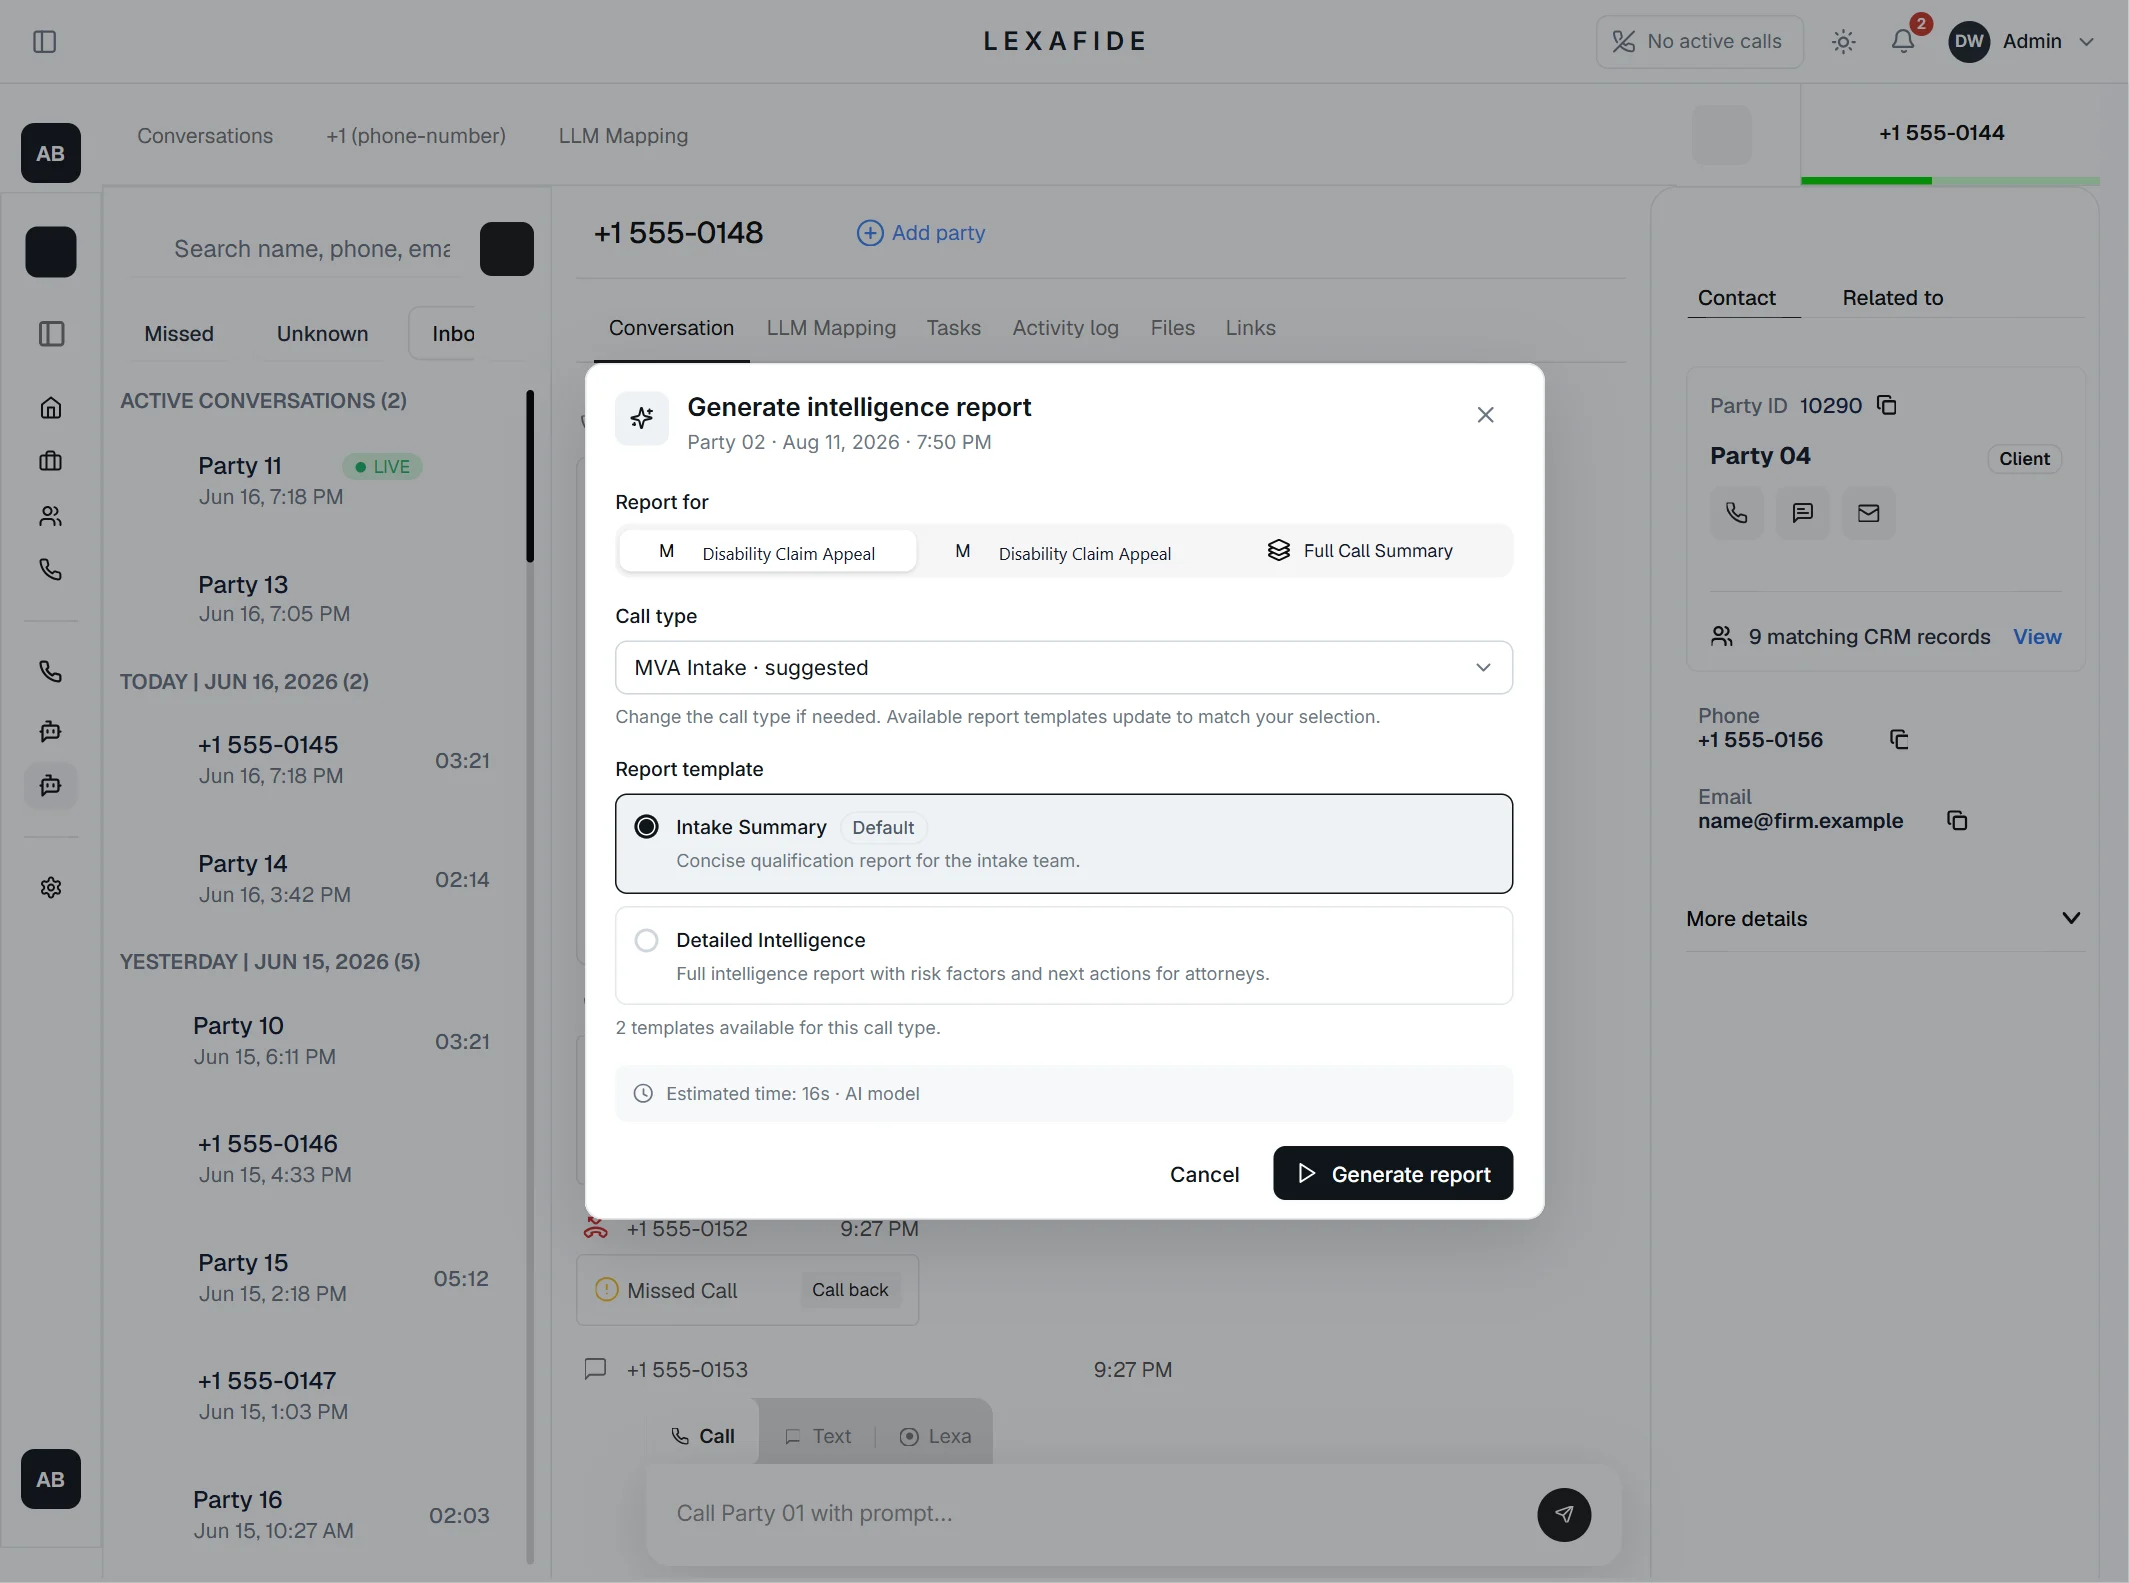 LEXAFIDE
No active calls
2
DW
Admin
AB
Conversations
+1 (phone-number)
LLM Mapping
+1 555-0144
Search name, phone, ema
Missed
Unknown
Inbo
ACTIVE CONVERSATIONS (2)
Party 11
LIVE
Jun 16, 7:18 PM
Party 13
Jun 16, 7:05 PM
TODAY | JUN 16, 2026 (2)
+1 555-0145
Jun 16, 7:18 PM
03:21
Party 14
Jun 16, 3:42 PM
02:14
YESTERDAY | JUN 15, 2026 (5)
Party 10
Jun 15, 6:11 PM
03:21
+1 555-0146
Jun 15, 4:33 PM
Party 15
Jun 15, 2:18 PM
05:12
+1 555-0147
Jun 15, 1:03 PM
Party 16
Jun 15, 10:27 AM
02:03
AB
+1 555-0148
Add party
Conversation
LLM Mapping
Tasks
Activity log
Files
Links
Generate intelligence report
Party 02 · Aug 11, 2026 · 7:50 PM
Report for
M Disability Claim Appeal
M Disability Claim Appeal
Full Call Summary
Call type
MVA Intake · suggested
Change the call type if needed. Available report templates update to match your selection.
Report template
Intake Summary
Default
Concise qualification report for the intake team.
Detailed Intelligence
Full intelligence report with risk factors and next actions for attorneys.
2 templates available for this call type.
Estimated time: 16s · AI model
Cancel
Generate report
+1 555-0152
9:27 PM
Missed Call
Call back
+1 555-0153
9:27 PM
Call
Text
Lexa
Call Party 01 with prompt...
Contact
Related to
Party ID 10290
Party 04
Client
9 matching CRM records
View
Phone
+1 555-0156
Email
name@firm.example
More details